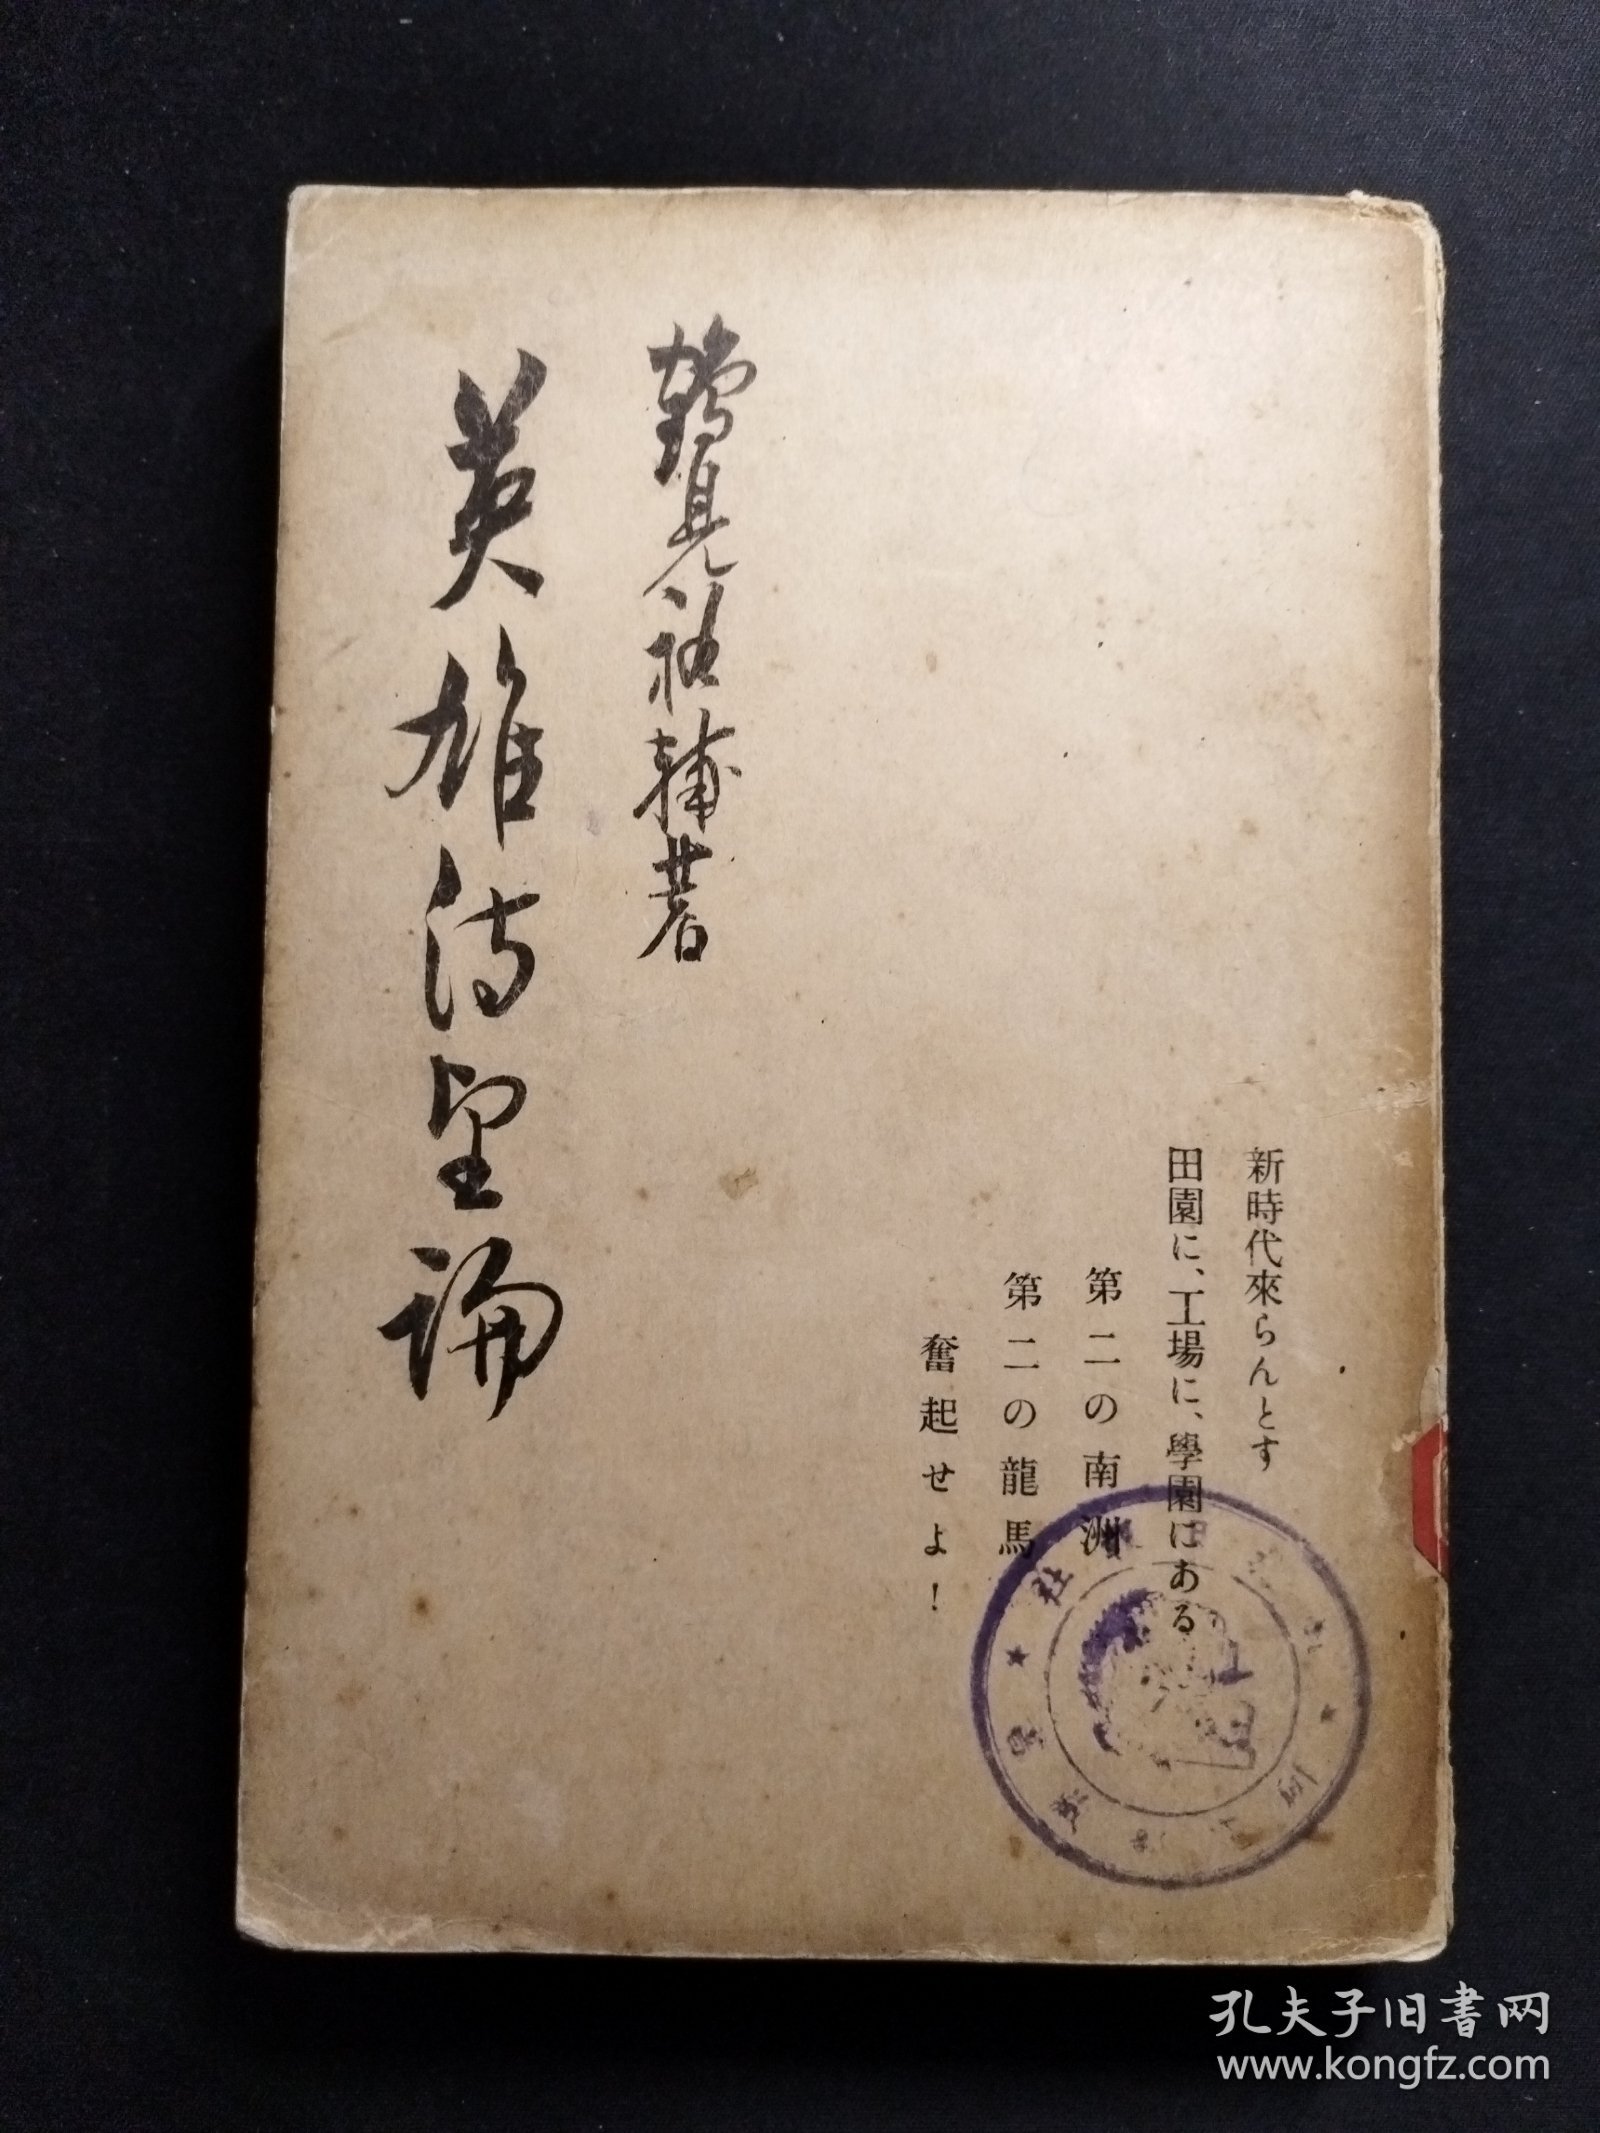 新時代來らんとす
田園に、工場に、學園にある
第二の南洲
第二の龍馬
奮起せよ！
鶴見祐輔著
英雄待望論
孔夫子旧书网
www.kongfz.com